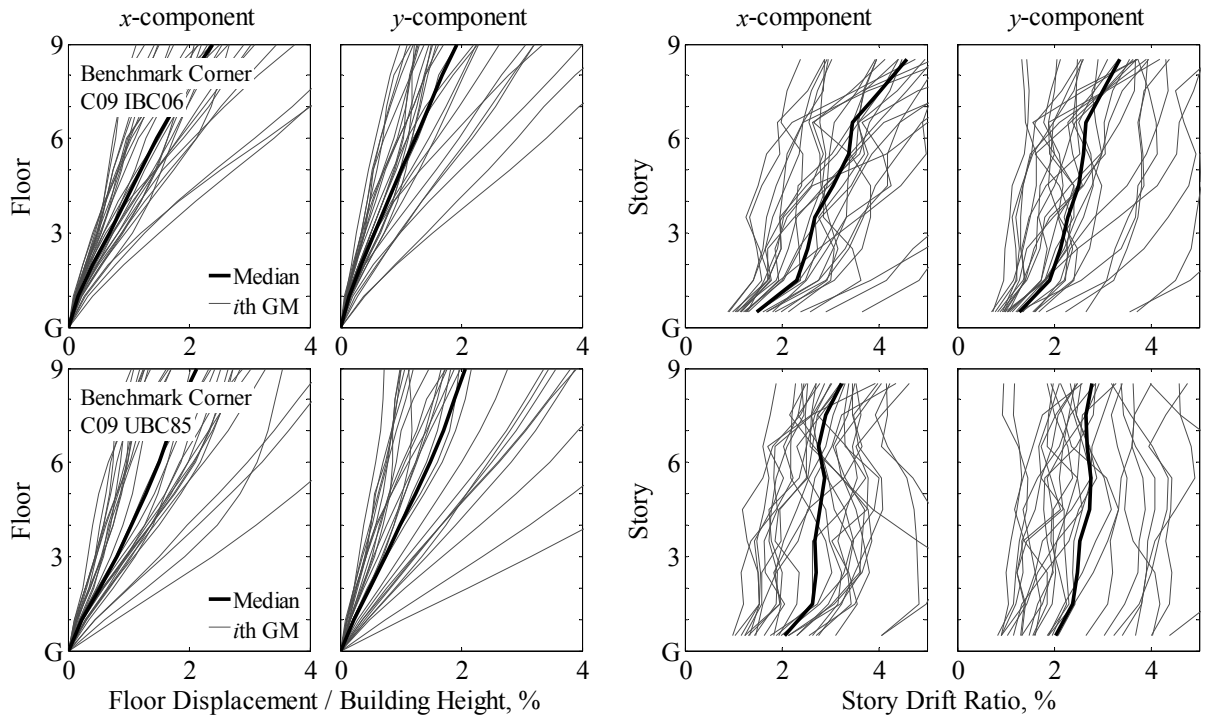 x-component
y-component
x-component
y-component
9
6
3
G
Floor
Benchmark Corner
C09 IBC06
Median
ith GM
0 2 4
0 2 4
9
6
3
G
Story
0 2 4
0 2 4
9
6
3
G
Floor
Benchmark Corner
C09 UBC85
Median
ith GM
0 2 4
0 2 4
Floor Displacement / Building Height, %
9
6
3
G
Story
0 2 4
0 2 4
Story Drift Ratio, %